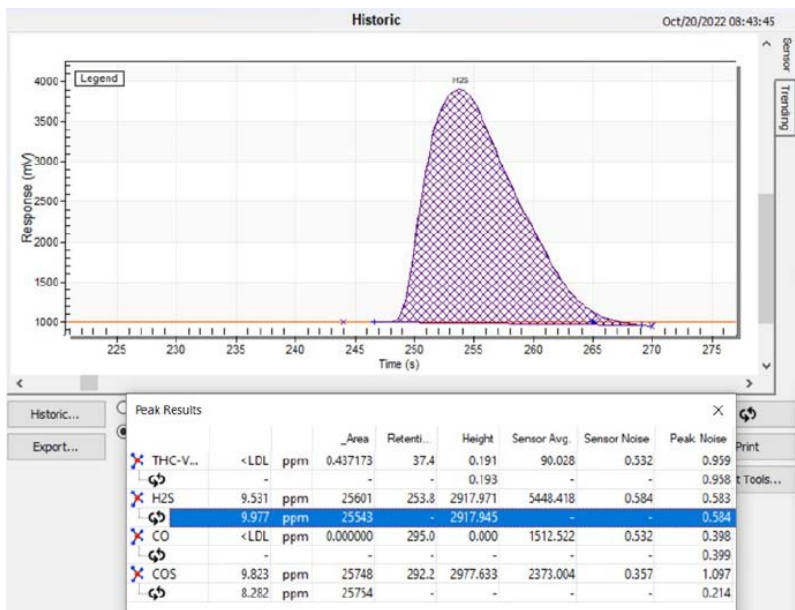 Historic Oct/20/2022 08:43:45
Sensor
Trending
Legend
H2S
Response (mV)
4000
3500
3000
2500
2000
1500
1000
225 230 235 240 245 250 255 260 265 270 275
Time (s)
Historic...
Export...
Print
t Tools...
Peak Results
_Area Retenti... Height Sensor Avg. Sensor Noise Peak Noise
THC-V... <LDL ppm 0.437173 37.4 0.191 90.028 0.532 0.959
- - - 0.193 - - 0.958
H2S 9.531 ppm 25601 253.8 2917.971 5448.418 0.584 0.583
9.977 ppm 25543 - 2917.945 - - 0.584
CO <LDL ppm 0.000000 295.0 0.000 1512.522 0.532 0.398
- - - - - - 0.399
COS 9.823 ppm 25748 292.2 2977.633 2373.004 0.357 1.097
8.282 ppm 25754 - - - - 0.214